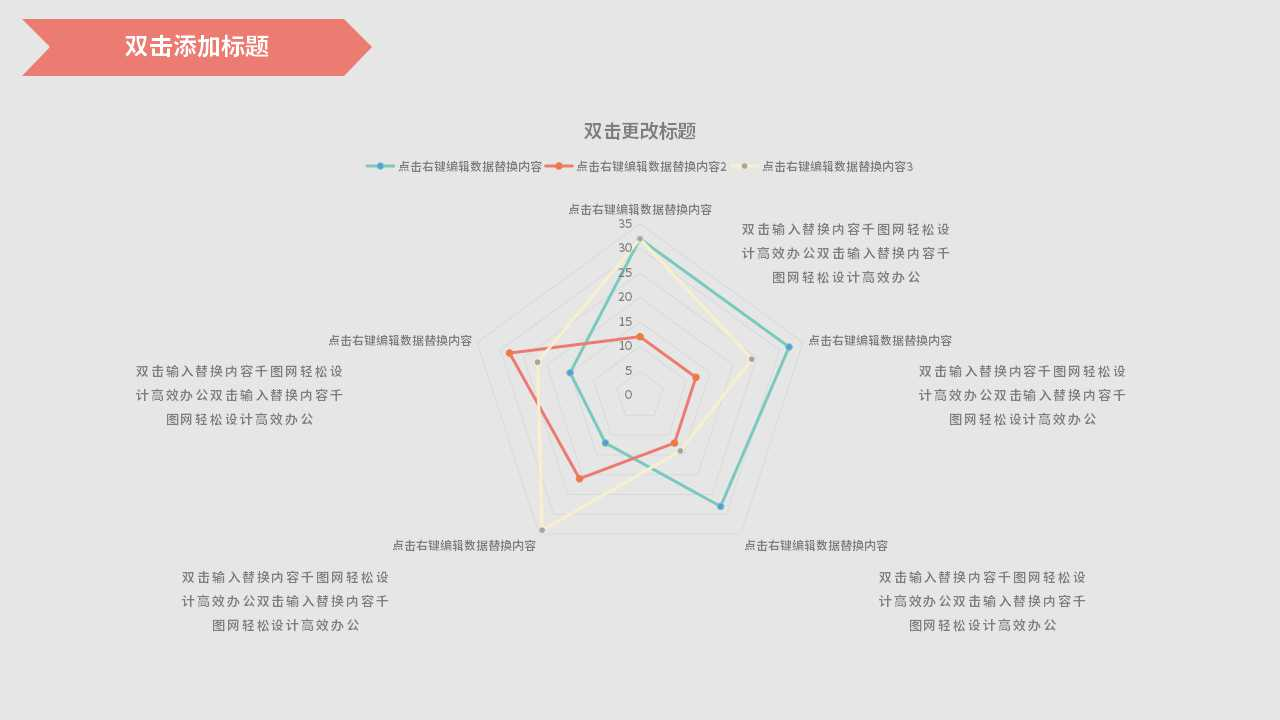 双击添加标题
双击更改标题
点击右键编辑数据替换内容 点击右键编辑数据替换内容2 点击右键编辑数据替换内容3
点击右键编辑数据替换内容
35
30
25
20
15
10
5
0
双击输入替换内容千图网轻松设
计高效办公双击输入替换内容千
图网轻松设计高效办公
点击右键编辑数据替换内容
点击右键编辑数据替换内容
双击输入替换内容千图网轻松设
计高效办公双击输入替换内容千
图网轻松设计高效办公
双击输入替换内容千图网轻松设
计高效办公双击输入替换内容千
图网轻松设计高效办公
点击右键编辑数据替换内容
点击右键编辑数据替换内容
双击输入替换内容千图网轻松设
计高效办公双击输入替换内容千
图网轻松设计高效办公
双击输入替换内容千图网轻松设
计高效办公双击输入替换内容千
图网轻松设计高效办公